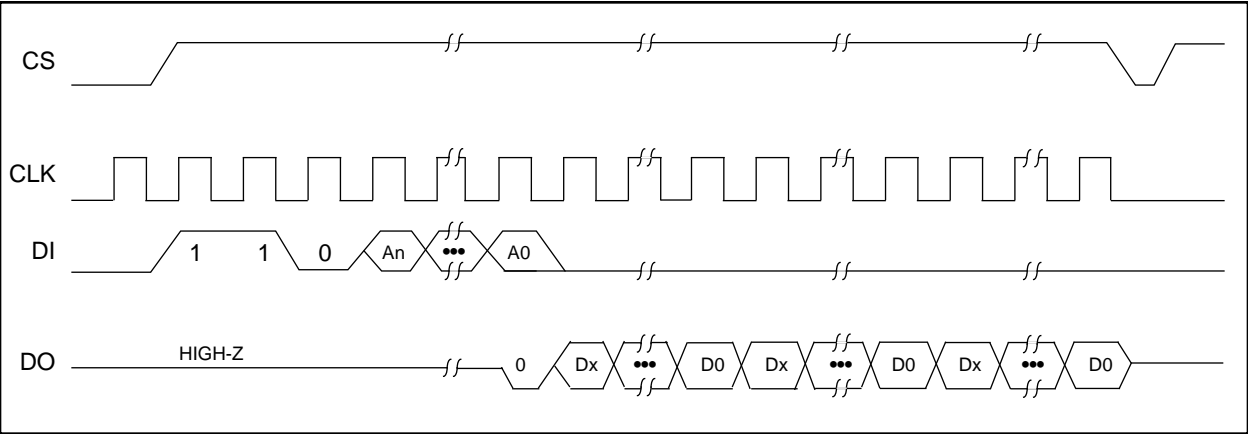 CS
CLK
DI 1 1 0 An ••• A0
HIGH-Z
DO 0 Dx ••• D0 Dx ••• D0 Dx ••• D0